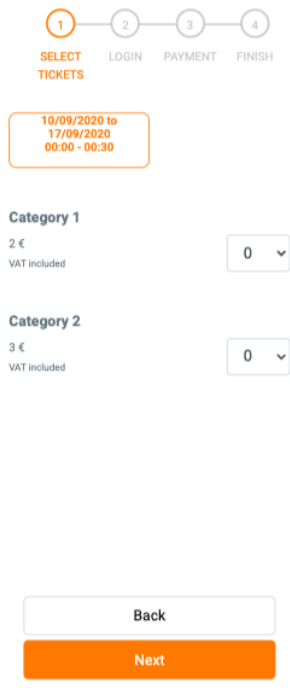 1 2 3 4
SELECT TICKETS LOGIN PAYMENT FINISH
10/09/2020 to
17/09/2020
00:00 - 00:30
Category 1
2 €
VAT included
0
Category 2
3 €
VAT included
0
Back
Next